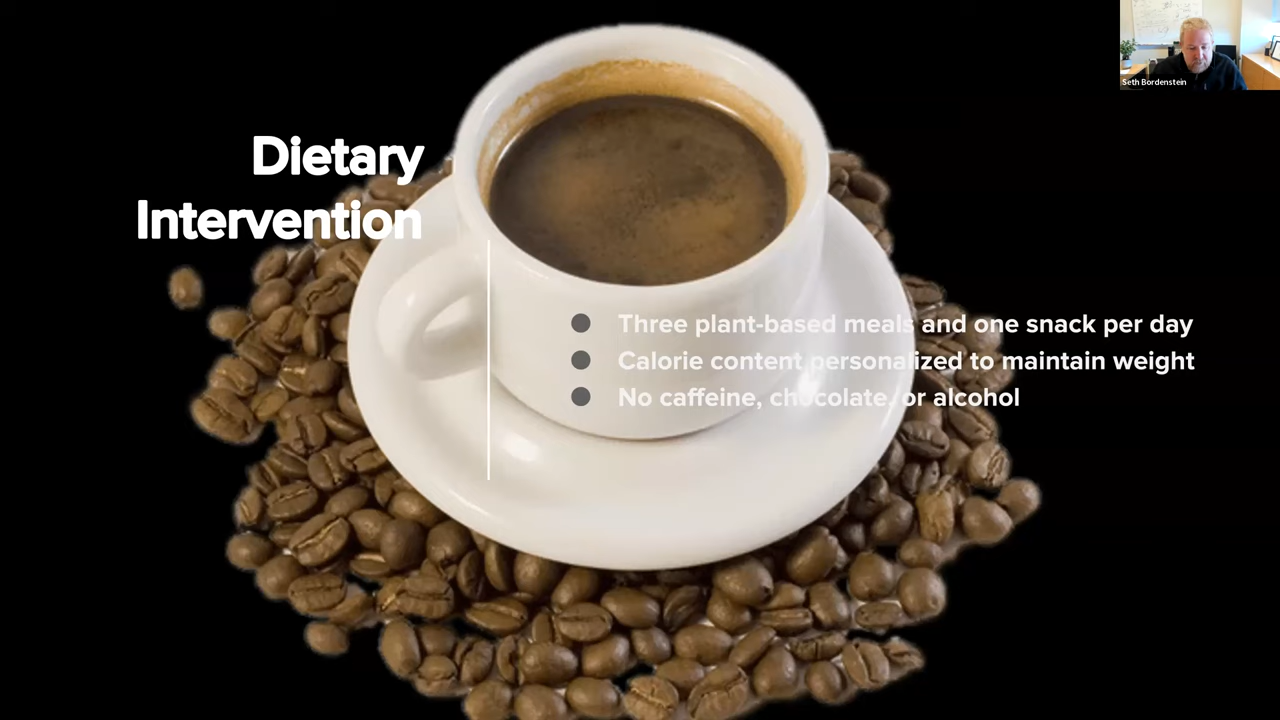 Seth Bordenstein
Dietary
Intervention
Three plant-based meals and one snack per day
Calorie content personalized to maintain weight
No caffeine, chocolate, or alcohol